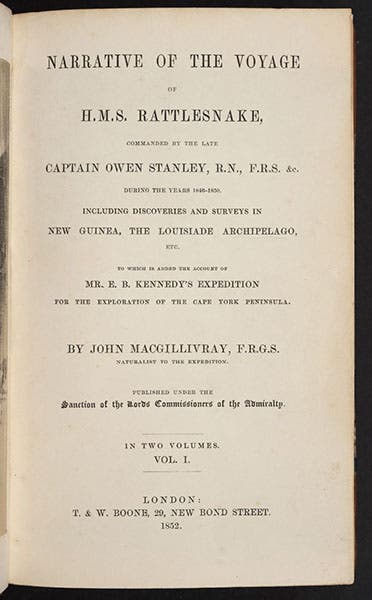 NARRATIVE OF THE VOYAGE
OF
H.M.S. RATTLESNAKE,
COMMANDED BY THE LATE
CAPTAIN OWEN STANLEY, R.N., F.R.S. &c.
DURING THE YEARS 1846-1850.
INCLUDING DISCOVERIES AND SURVEYS IN
NEW GUINEA, THE LOUISIADE ARCHIPELAGO,
ETC.
TO WHICH IS ADDED THE ACCOUNT OF
MR. E. B. KENNEDY'S EXPEDITION
FOR THE EXPLORATION OF THE CAPE YORK PENINSULA.
BY JOHN MACGILLIVRAY, F.R.G.S.
NATURALIST TO THE EXPEDITION.
PUBLISHED UNDER THE
Sanction of the Lords Commissioners of the Admiralty.
IN TWO VOLUMES.
VOL. I.
LONDON:
T. & W. BOONE, 29, NEW BOND STREET.
1852.